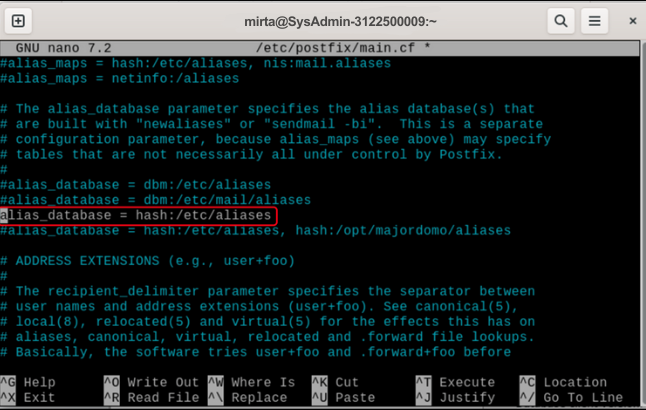 mirta@SysAdmin-3122500009:~
GNU nano 7.2 /etc/postfix/main.cf *
#alias_maps = hash:/etc/aliases, nis:mail.aliases
#alias_maps = netinfo:/aliases
# The alias_database parameter specifies the alias database(s) that
# are built with "newaliases" or "sendmail -bi".  This is a separate
# configuration parameter, because alias_maps (see above) may specify
# tables that are not necessarily all under control by Postfix.
#
#alias_database = dbm:/etc/aliases
#alias_database = dbm:/etc/mail/aliases
alias_database = hash:/etc/aliases
#alias_database = hash:/etc/aliases, hash:/opt/majordomo/aliases
# ADDRESS EXTENSIONS (e.g., user+foo)
#
# The recipient_delimiter parameter specifies the separator between
# user names and address extensions (user+foo). See canonical(5),
# local(8), relocated(5) and virtual(5) for the effects this has on
# aliases, canonical, virtual, relocated and .forward file lookups.
# Basically, the software tries user+foo and .forward+foo before
^G Help ^O Write Out ^W Where Is ^K Cut ^T Execute ^C Location
^X Exit ^R Read File ^\ Replace ^U Paste ^J Justify ^/ Go To Line